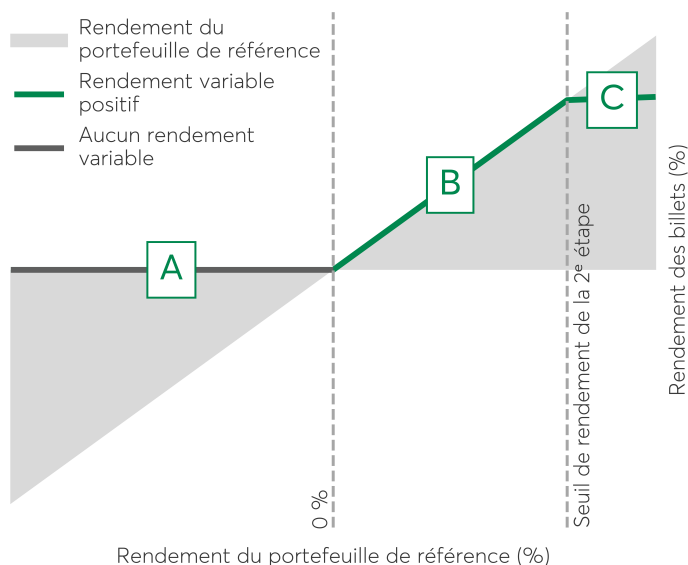 Rendement du
portefeuille de référence
Rendement variable
positif
Aucun rendement
variable
A
B
C
0 %
Seuil de rendement de la 2e étape
Rendement des billets (%)
Rendement du portefeuille de référence (%)